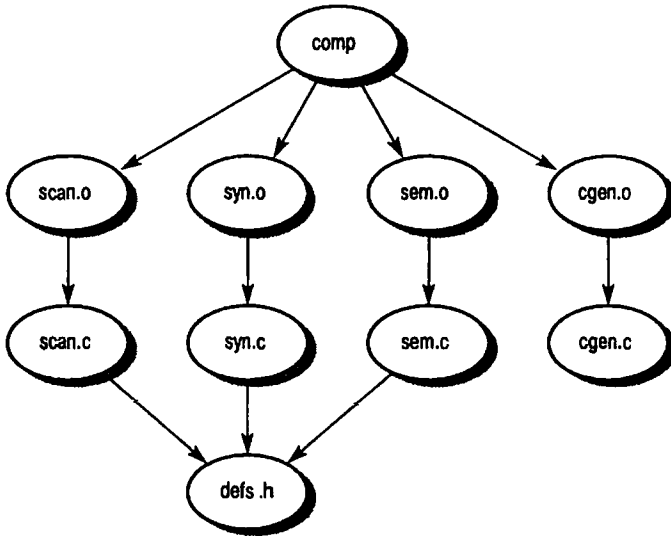 comp
scan.o
syn.o
sem.o
cgen.o
scan.c
syn.c
sem.c
cgen.c
defs .h